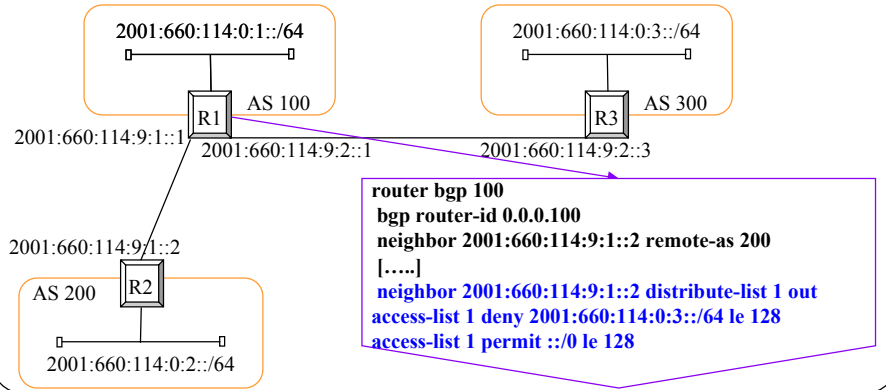 2001:660:114:0:1::/64
2001:660:114:0:3::/64
R1
AS 100
R3
AS 300
2001:660:114:9:1::1
2001:660:114:9:2::1
2001:660:114:9:2::3
router bgp 100
bgp router-id 0.0.0.100
neighbor 2001:660:114:9:1::2 remote-as 200
[…..]
neighbor 2001:660:114:9:1::2 distribute-list 1 out
access-list 1 deny 2001:660:114:0:3::/64 le 128
access-list 1 permit ::/0 le 128
2001:660:114:9:1::2
AS 200
R2
2001:660:114:0:2::/64